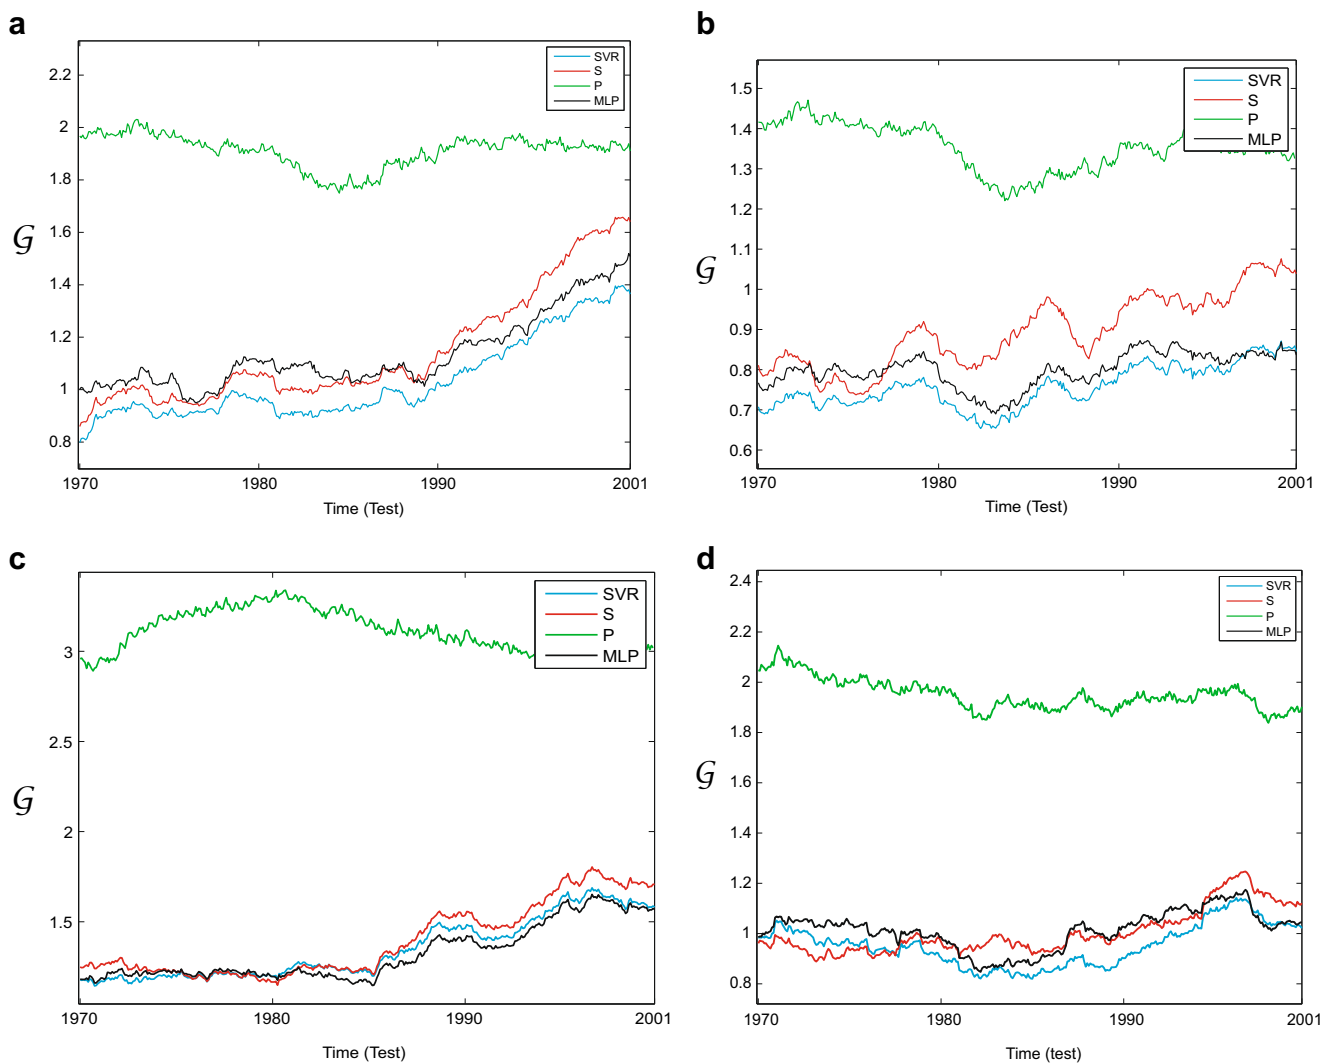 a
2.2
2
1.8
1.6
1.4
1.2
1
0.8
𝒢
SVR
S
P
MLP
1970
1980
1990
2001
Time (Test)
b
1.5
1.4
1.3
1.2
1.1
1
0.9
0.8
0.7
0.6
𝒢
SVR
S
P
MLP
1970
1980
1990
2001
Time (Test)
c
3
2.5
2
1.5
𝒢
SVR
S
P
MLP
1970
1980
1990
2001
Time (Test)
d
2.4
2.2
2
1.8
1.6
1.4
1.2
1
0.8
𝒢
SVR
S
P
MLP
1970
1980
1990
2001
Time (test)